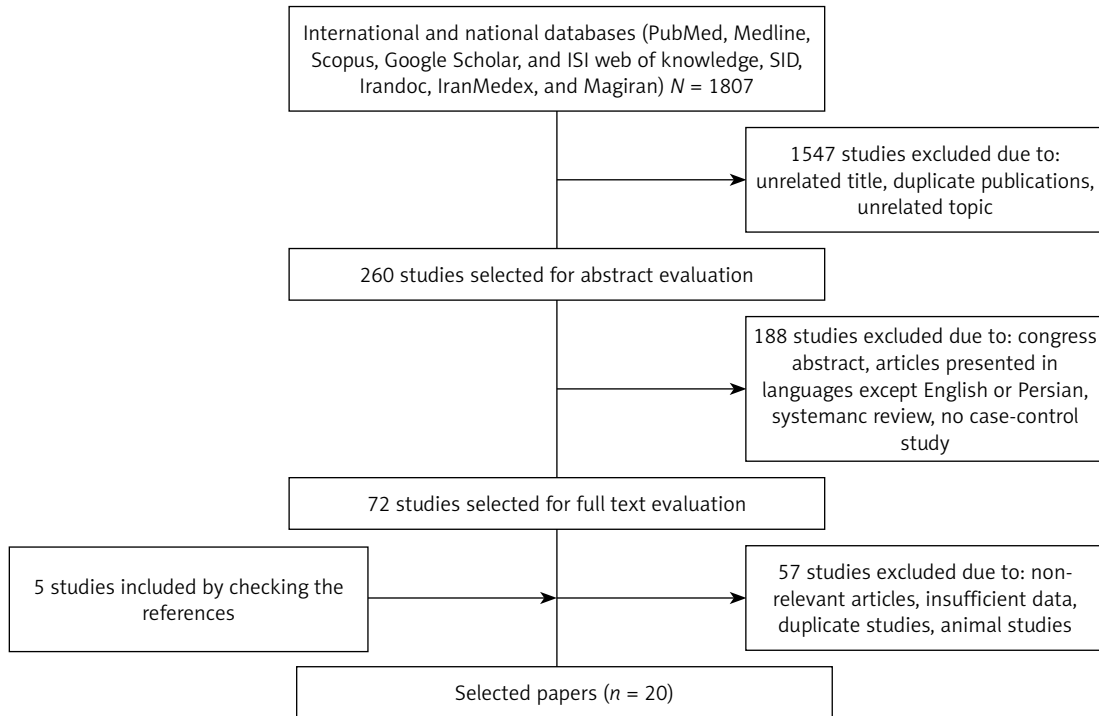 International and national databases (PubMed, Medline,
Scopus, Google Scholar, and ISI web of knowledge, SID,
Irandoc, IranMedex, and Magiran) N = 1807
1547 studies excluded due to:
unrelated title, duplicate publications,
unrelated topic
260 studies selected for abstract evaluation
188 studies excluded due to: congress
abstract, articles presented in
languages except English or Persian,
systemanc review, no case-control
study
72 studies selected for full text evaluation
5 studies included by checking the
references
57 studies excluded due to: non-
relevant articles, insufficient data,
duplicate studies, animal studies
Selected papers (n = 20)